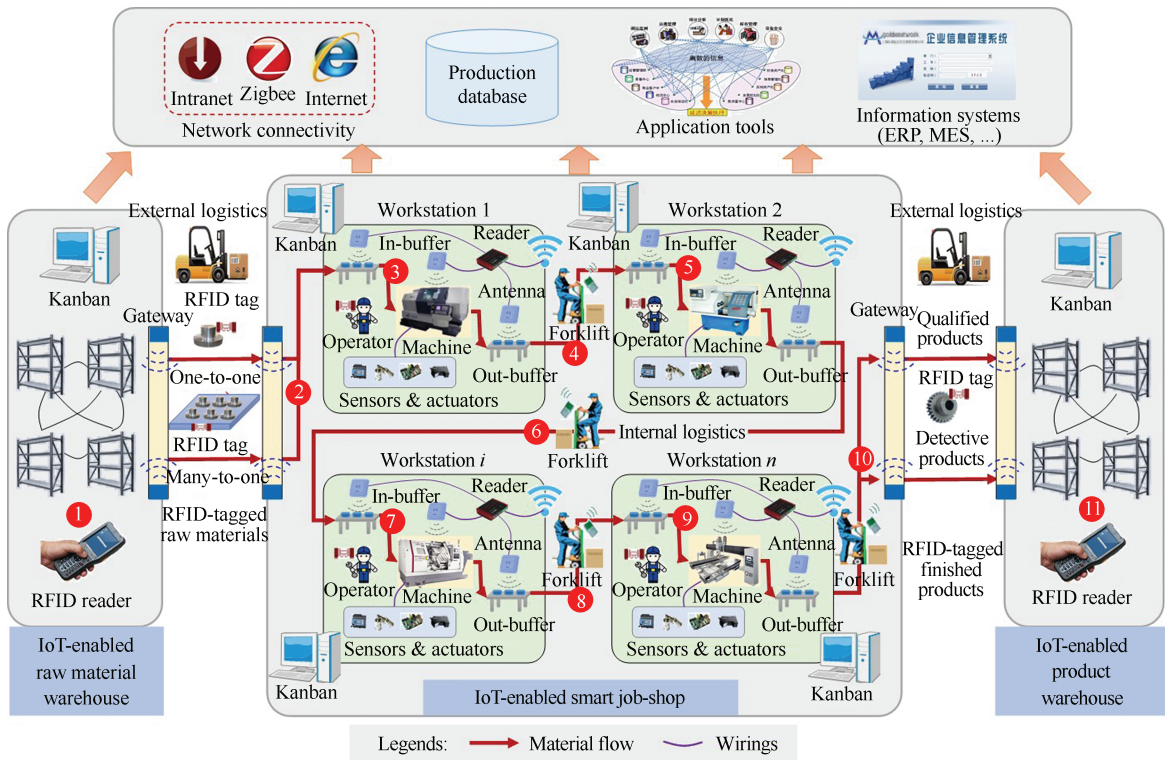 Intranet
Zigbee
Internet
Network connectivity
Production
database
离散的信息
Application tools
企业信息管理系统
Information systems
(ERP, MES, ...)
External logistics
Kanban
RFID tag
Gateway
One-to-one
RFID tag
Many-to-one
RFID-tagged
raw materials
1
RFID reader
IoT-enabled
raw material
warehouse
2
Kanban
Workstation 1
In-buffer
Reader
3
Antenna
Operator
Machine
Out-buffer
Sensors & actuators
Forklift
4
Kanban
Workstation 2
In-buffer
Reader
5
Antenna
Operator
Machine
Out-buffer
Sensors & actuators
6
Forklift
Internal logistics
Workstation i
In-buffer
Reader
7
Antenna
Operator
Machine
Out-buffer
Sensors & actuators
Kanban
Forklift
8
Workstation n
In-buffer
Reader
9
Antenna
Operator
Machine
Out-buffer
Sensors & actuators
Kanban
Forklift
10
IoT-enabled smart job-shop
External logistics
Gateway
Qualified
products
RFID tag
Detective
products
RFID-tagged
finished
products
Kanban
11
RFID reader
IoT-enabled
product
warehouse
Legends:
Material flow
Wirings